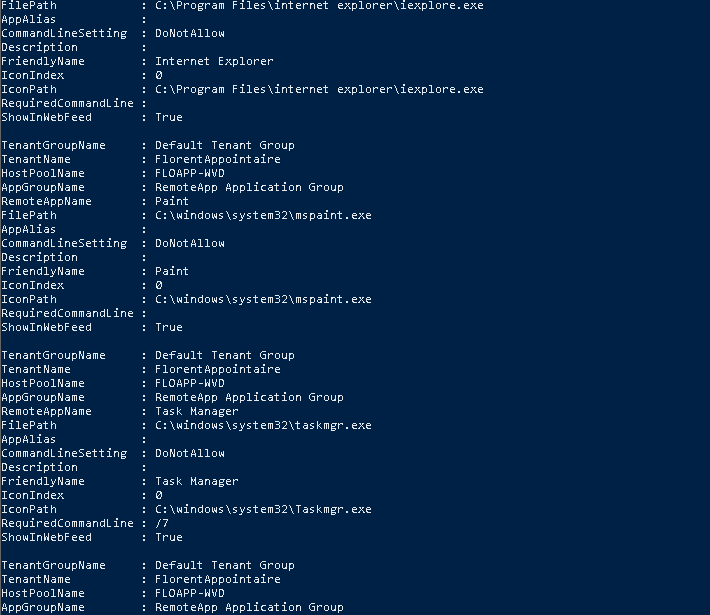 FilePath : C:\Program Files\internet explorer\iexplore.exe
AppAlias :
CommandLineSetting : DoNotAllow
Description :
FriendlyName : Internet Explorer
IconIndex : 0
IconPath : C:\Program Files\internet explorer\iexplore.exe
RequiredCommandLine :
ShowInWebFeed : True

TenantGroupName : Default Tenant Group
TenantName : FlorentAppointaire
HostPoolName : FLOAPP-WVD
AppGroupName : RemoteApp Application Group
RemoteAppName : Paint
FilePath : C:\windows\system32\mspaint.exe
AppAlias :
CommandLineSetting : DoNotAllow
Description :
FriendlyName : Paint
IconIndex : 0
IconPath : C:\windows\system32\mspaint.exe
RequiredCommandLine :
ShowInWebFeed : True

TenantGroupName : Default Tenant Group
TenantName : FlorentAppointaire
HostPoolName : FLOAPP-WVD
AppGroupName : RemoteApp Application Group
RemoteAppName : Task Manager
FilePath : C:\windows\system32\taskmgr.exe
AppAlias :
CommandLineSetting : DoNotAllow
Description :
FriendlyName : Task Manager
IconIndex : 0
IconPath : C:\windows\system32\Taskmgr.exe
RequiredCommandLine : /7
ShowInWebFeed : True

TenantGroupName : Default Tenant Group
TenantName : FlorentAppointaire
HostPoolName : FLOAPP-WVD
AppGroupName : RemoteApp Application Group